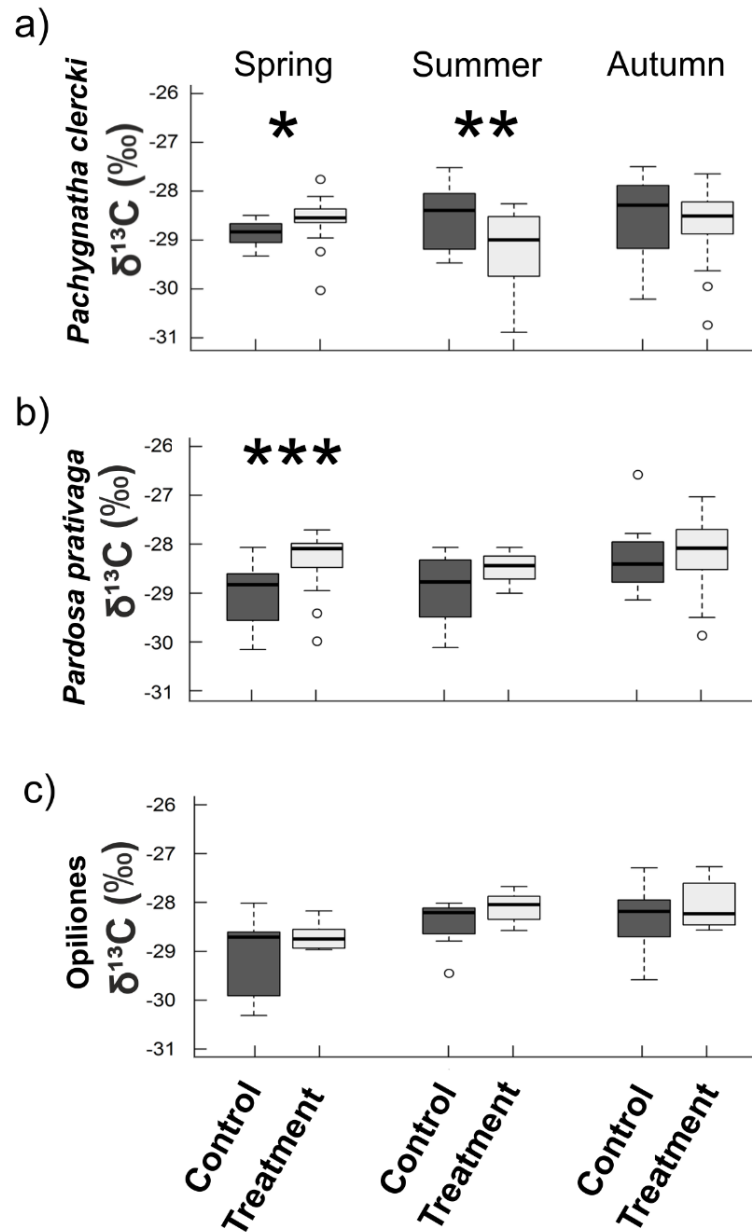 a)
Spring Summer Autumn
Pachygnatha clercki
δ¹³C (‰)
-26
* **
-27
-28
-29
-30
-31
b)
Pardosa prativaga
δ¹³C (‰)
-26
***
-27
-28
-29
-30
-31
c)
Opiliones
δ¹³C (‰)
-26
-27
-28
-29
-30
-31
Control Treatment Control Treatment Control Treatment